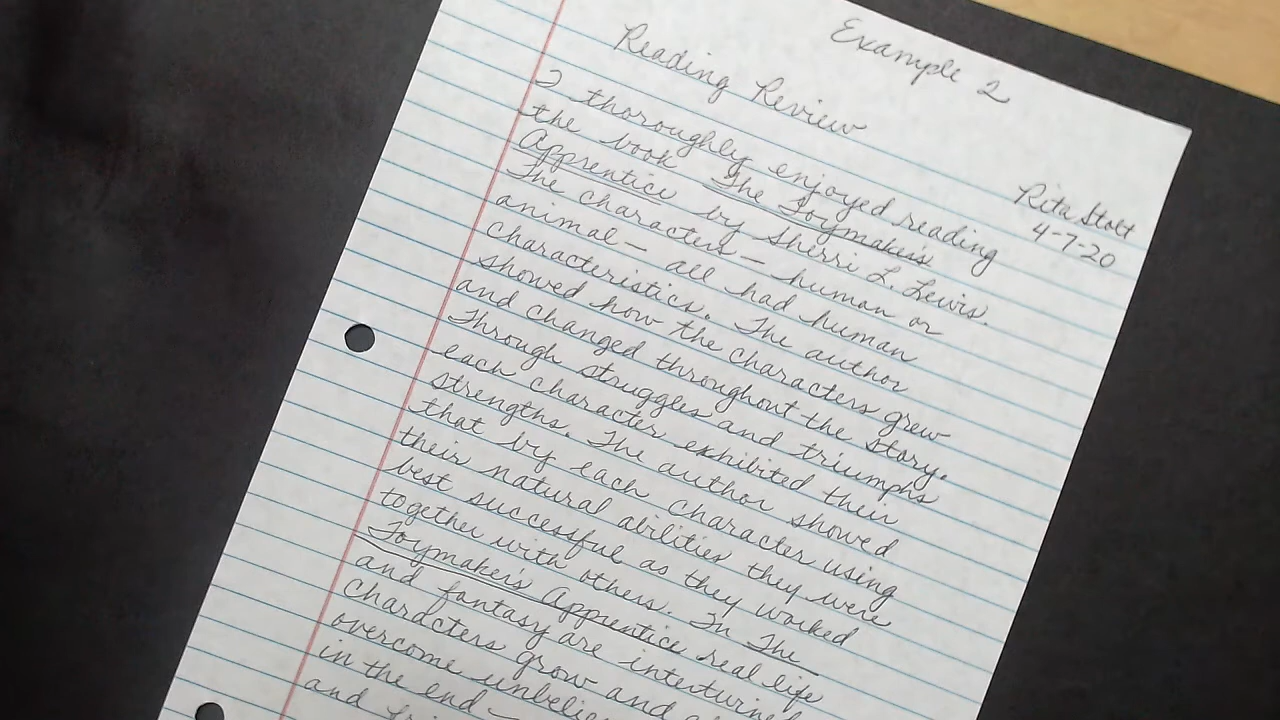 Example 2
Reading Review
Rita Stolt
4-7-20
I thoroughly enjoyed reading
the book The Toymaker's
Apprentice by Sherri L. Lewis.
The characters - human or
animal - all had human
characteristics. The author
showed how the characters grew
and changed throughout the story.
Through struggles and triumphs
each character exhibited their
strengths. The author showed
that by each character using
their natural abilities they were
best successful as they worked
together with others. In The
Toymaker's Apprentice real life
and fantasy are intertwined
characters grow and
overcome
in the end -
and